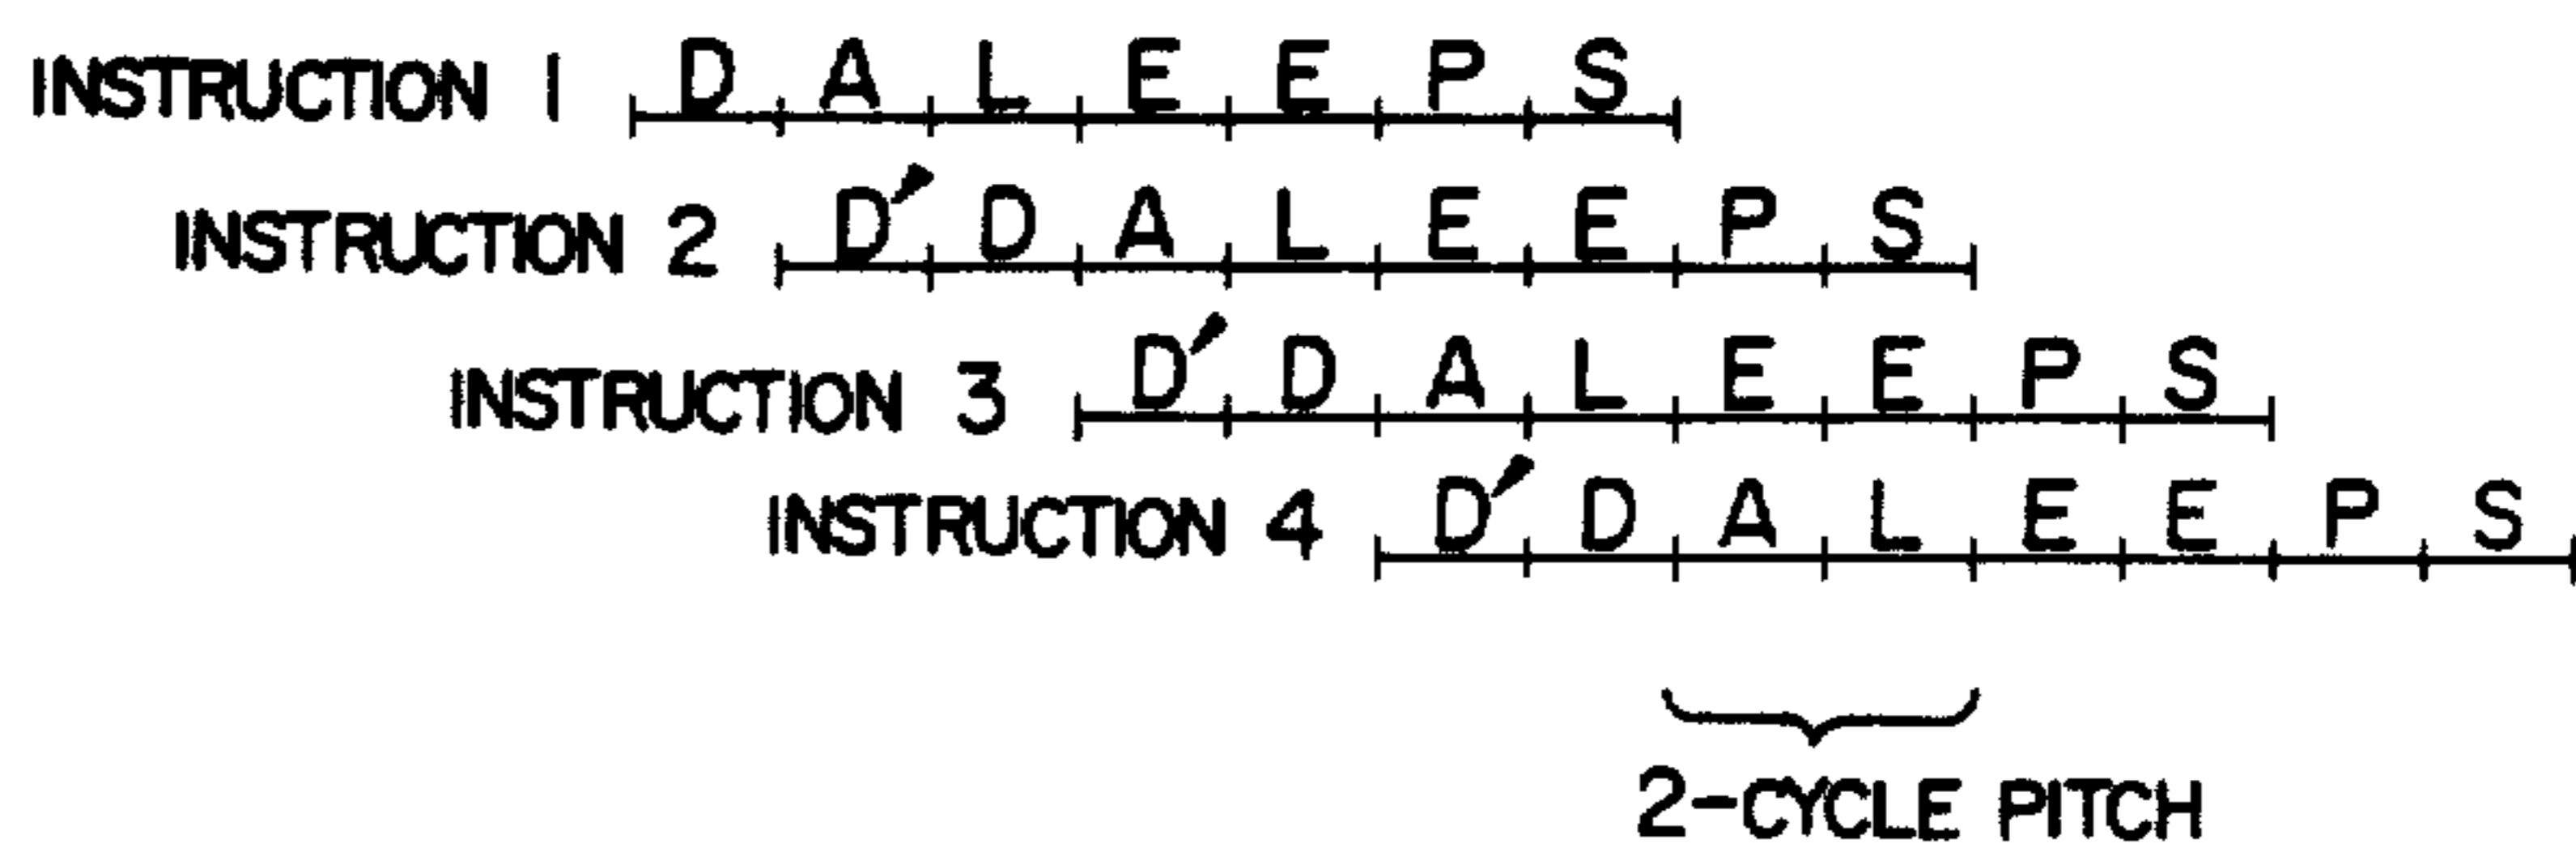 INSTRUCTION 1 D A L E E P S
INSTRUCTION 2 D' D A L E E P S
INSTRUCTION 3 D' D A L E E P S
INSTRUCTION 4 D' D A L E E P S
2-CYCLE PITCH